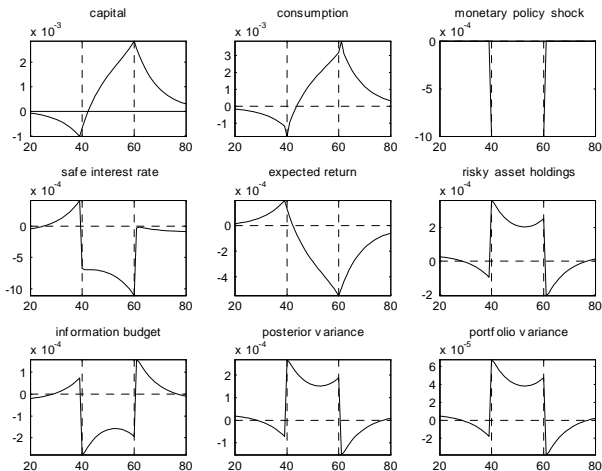 capital consumption monetary policy shock
x 10-3 x 10-3 x 10-4
3 2 1 0 -1 20 40 60 80
3 2 1 0 -1 20 40 60 80
0 -5 -10 20 40 60 80
safe interest rate expected return risky asset holdings
x 10-4 x 10-4 x 10-4
0 -5 -10 20 40 60 80
2 0 -2 -4 20 40 60 80
2 0 -2 20 40 60 80
information budget posterior variance portfolio variance
x 10-4 x 10-4 x 10-5
1 0 -1 -2 20 40 60 80
2 1 0 -1 20 40 60 80
6 4 2 0 -2 -4 20 40 60 80